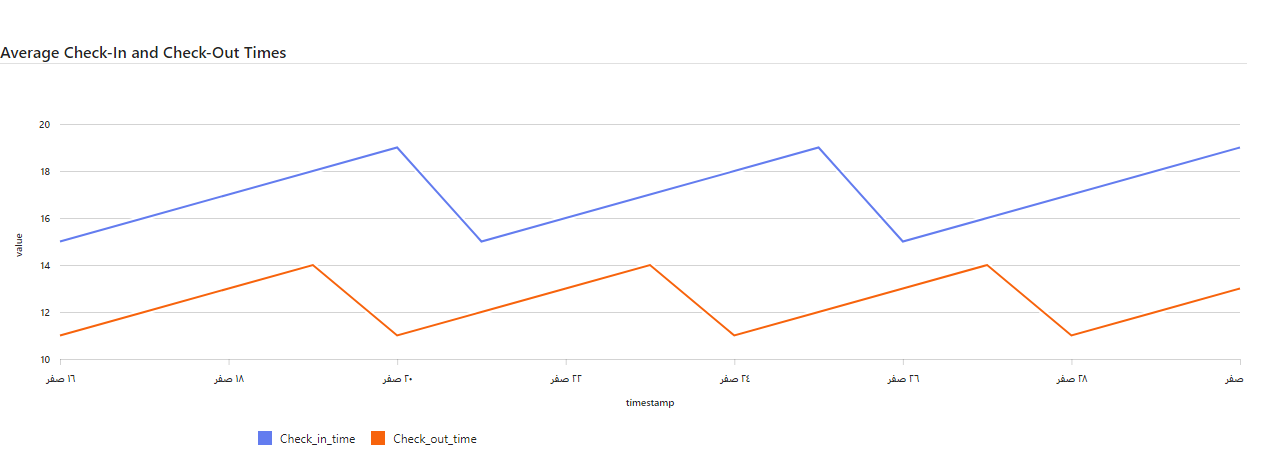 Average Check-In and Check-Out Times
20
18
16
14
12
10
value
١٦ صفر
١٨ صفر
٢٠ صفر
٢٢ صفر
٢٤ صفر
٢٦ صفر
٢٨ صفر
صفر
timestamp
Check_in_time
Check_out_time